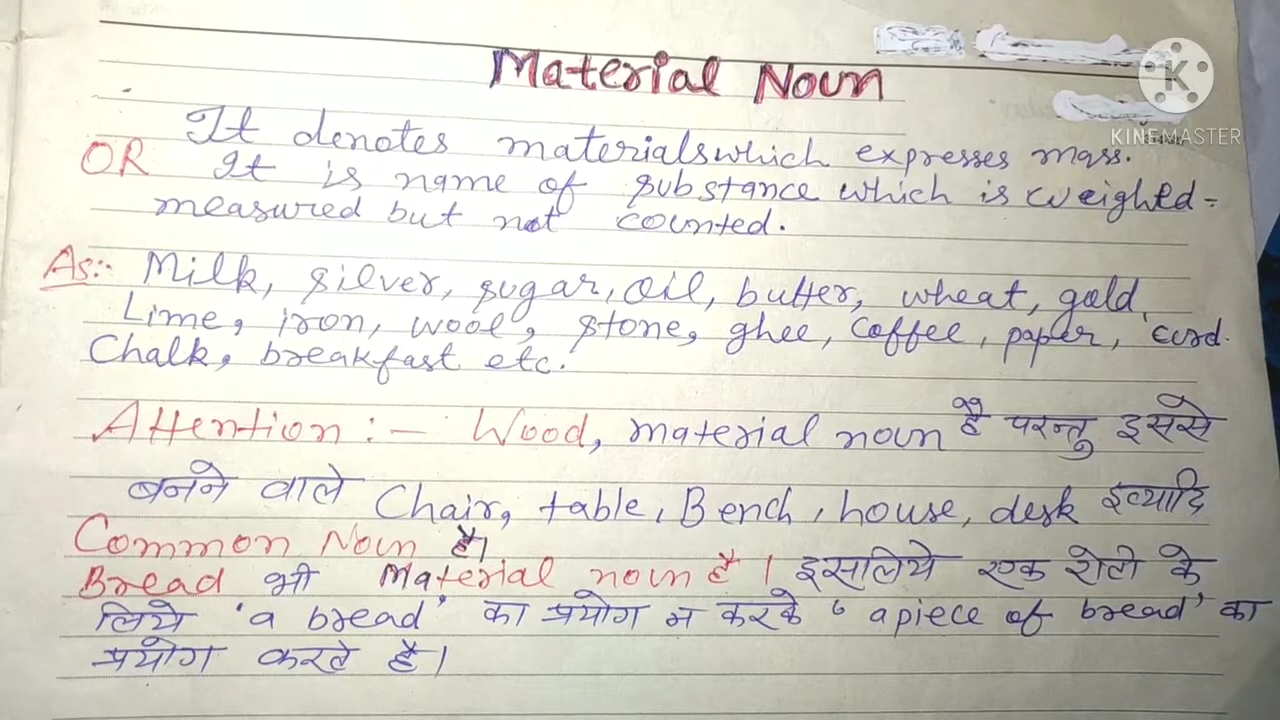 Material Noun
KINEMASTER
It denotes materials which expresses mass.
OR It is name of substance which is weighed -
measured but not counted.
As:- Milk, silver, sugar, oil, butter, wheat, gold,
Lime, iron, wool, stone, ghee, coffee, paper, curd.
Chalk, breakfast etc.
Attention :- Wood, material noun है परन्तु इससे
बनने वाले Chair, table, Bench, house, desk इत्यादि
Common Noun है।
Bread भी Material noun है। इसलिये एक रोटी के
लिये 'a bread' का प्रयोग न करके 'a piece of bread' का
प्रयोग करते है।